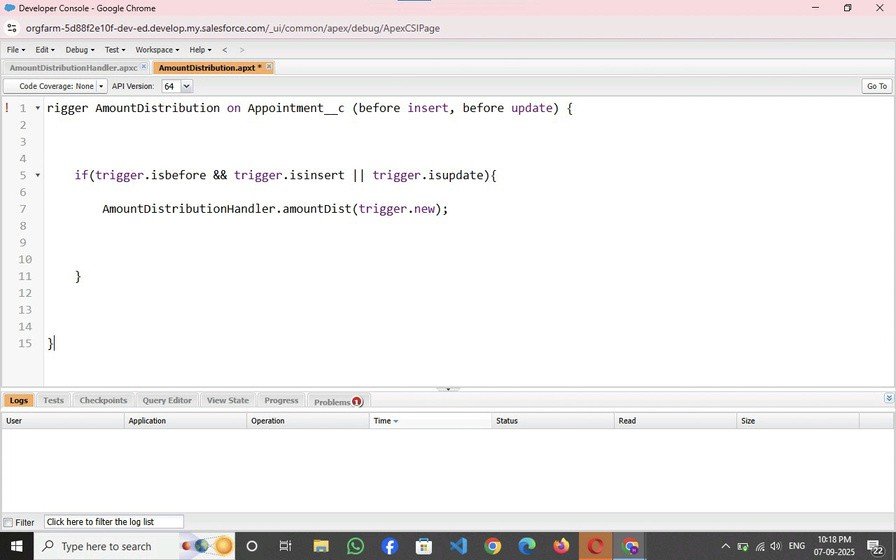 Developer Console - Google Chrome
orgfarm-5d88f2e10f-dev-ed.develop.my.salesforce.com/_ui/common/apex/debug/ApexCSIPage
File Edit Debug Test Workspace Help < >
AmountDistributionHandler.apxc AmountDistribution.apxt *
Code Coverage: None API Version: 64 Go To
! 1 rigger AmountDistribution on Appointment__c (before insert, before update) {
2
3
4
5 if(trigger.isbefore && trigger.isinsert || trigger.isupdate){
6
7 AmountDistributionHandler.amountDist(trigger.new);
8
9
10
11 }
12
13
14
15 }
Logs Tests Checkpoints Query Editor View State Progress Problems 1
User Application Operation Time Status Read Size
Filter Click here to filter the log list
Type here to search ENG 10:18 PM
07-09-2025 22